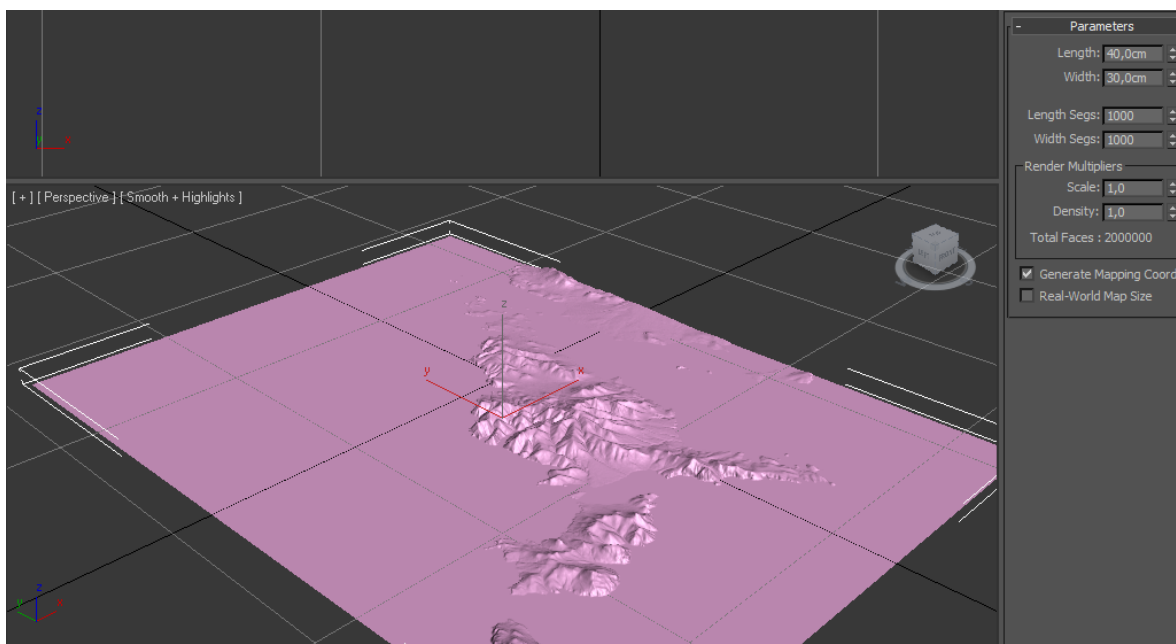 z
y
x
[ + ] [ Perspective ] [ Smooth + Highlights ]
z
y
x
z
y
x
- Parameters
Length: 40,0cm
Width: 30,0cm
Length Segs: 1000
Width Segs: 1000
Render Multipliers
Scale: 1,0
Density: 1,0
Total Faces : 2000000
Generate Mapping Coord
Real-World Map Size